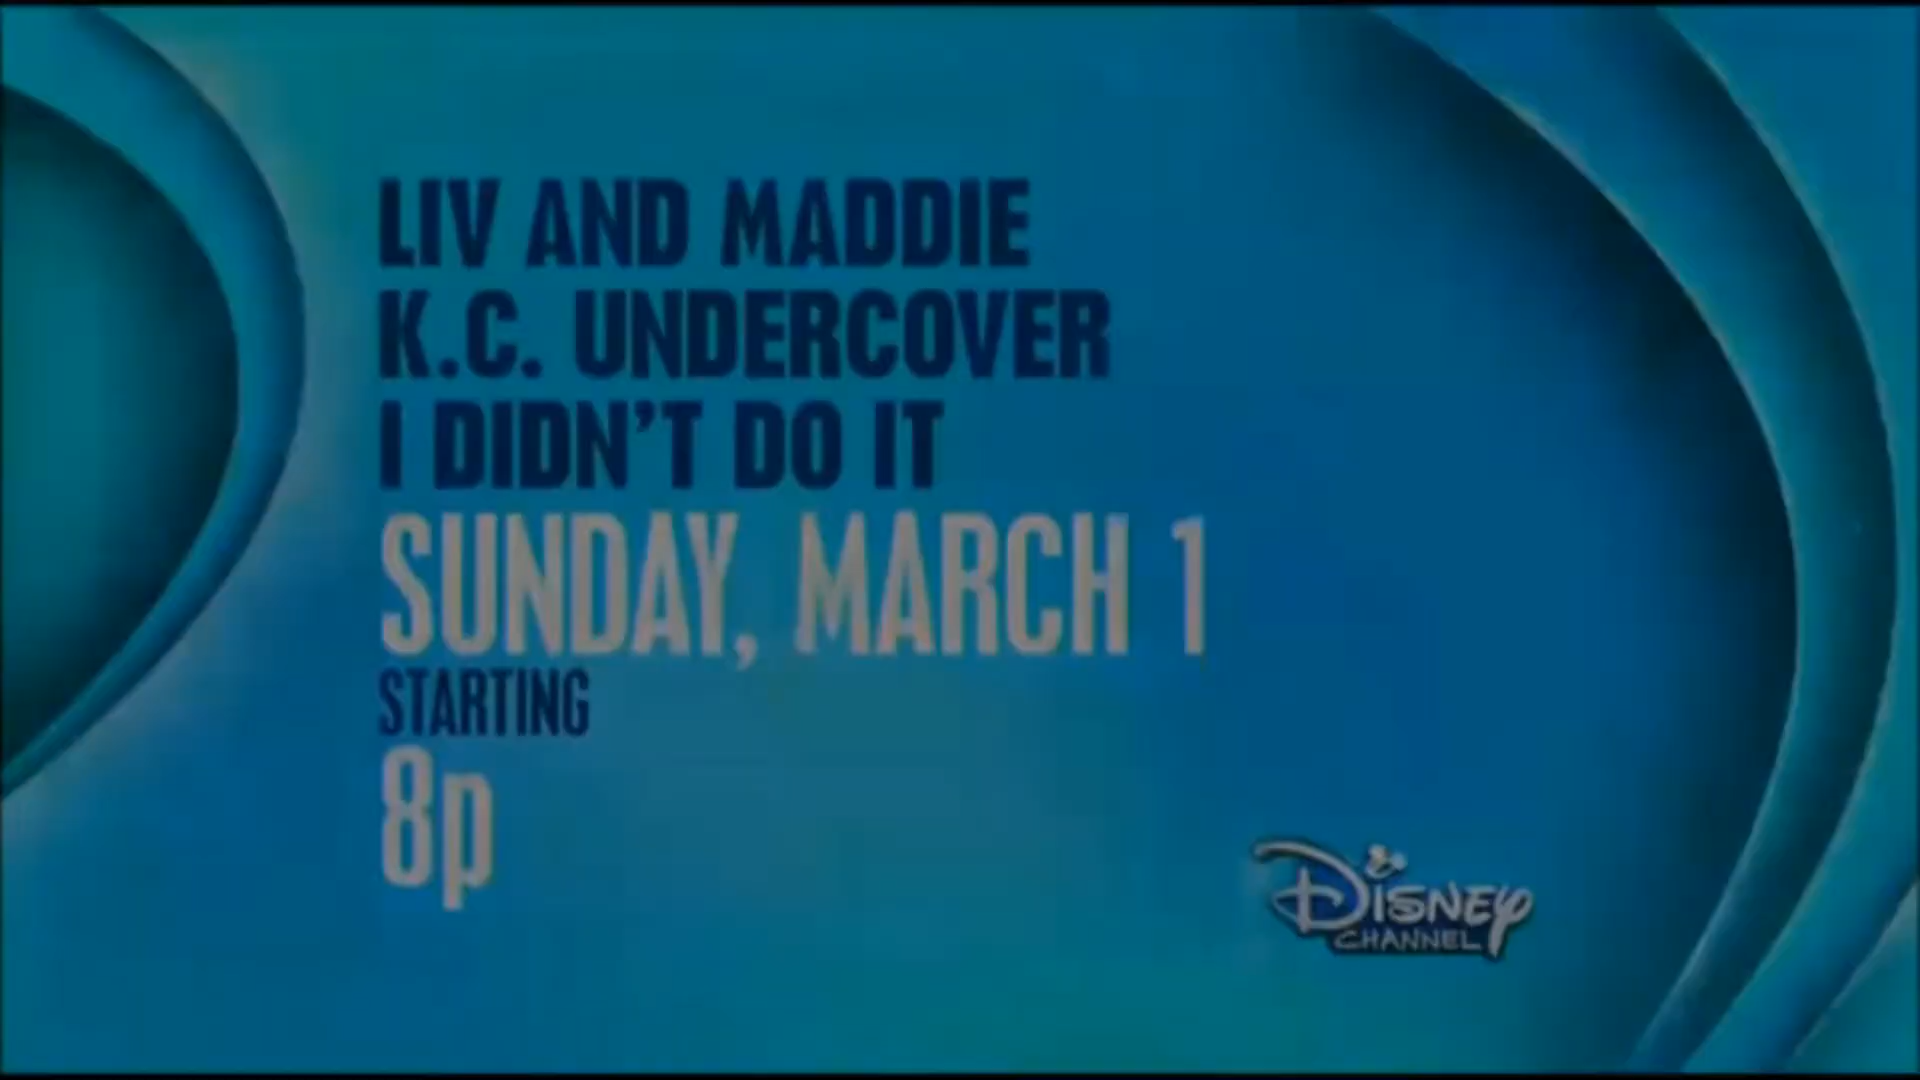 LIV AND MADDIE
K.C. UNDERCOVER
I DIDN'T DO IT
SUNDAY, MARCH 1
STARTING
8p
DISNEY
CHANNEL